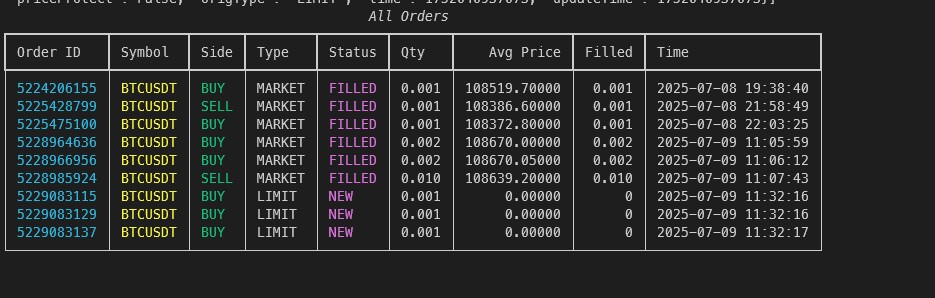 All Orders
Order ID Symbol Side Type Status Qty Avg Price Filled Time
5224206155 BTCUSDT BUY MARKET FILLED 0.001 108519.70000 0.001 2025-07-08 19:38:40
5225428799 BTCUSDT SELL MARKET FILLED 0.001 108386.60000 0.001 2025-07-08 21:58:49
5225475100 BTCUSDT BUY MARKET FILLED 0.001 108372.80000 0.001 2025-07-08 22:03:25
5228964636 BTCUSDT BUY MARKET FILLED 0.002 108670.00000 0.002 2025-07-09 11:05:59
5228966956 BTCUSDT BUY MARKET FILLED 0.002 108670.05000 0.002 2025-07-09 11:06:12
5228985924 BTCUSDT SELL MARKET FILLED 0.010 108639.20000 0.010 2025-07-09 11:07:43
5229083115 BTCUSDT BUY LIMIT NEW 0.001 0.00000 0 2025-07-09 11:32:16
5229083129 BTCUSDT BUY LIMIT NEW 0.001 0.00000 0 2025-07-09 11:32:16
5229083137 BTCUSDT BUY LIMIT NEW 0.001 0.00000 0 2025-07-09 11:32:17